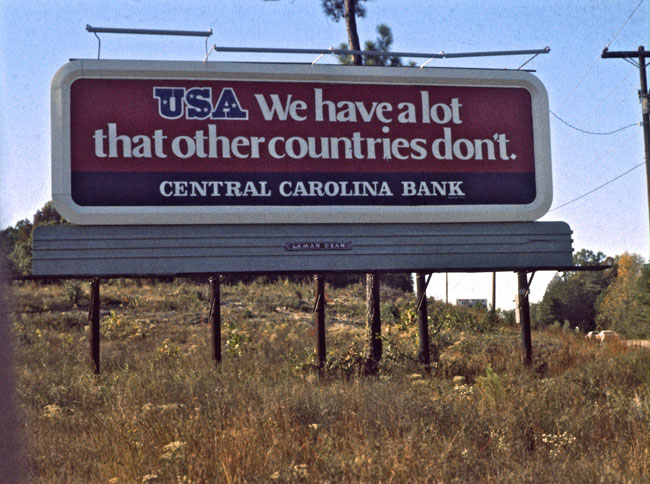 USA We have a lot
that other countries don't.
CENTRAL CAROLINA BANK
LAMAR DEAN